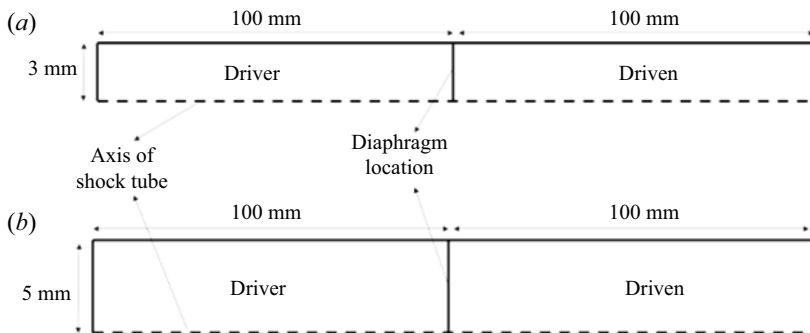 (a)
100 mm
100 mm
3 mm
Driver
Driven
Axis of
shock tube
Diaphragm
location
(b)
100 mm
100 mm
5 mm
Driver
Driven